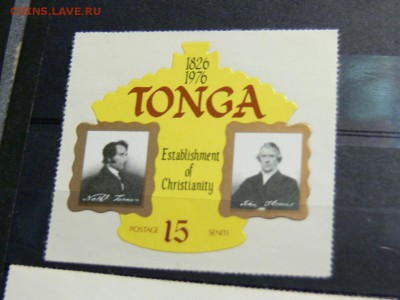 COINS.LAVE.RU
1826
1976
TONGA
Establishment
of
Christianity
POSTAGE 15 SENITI